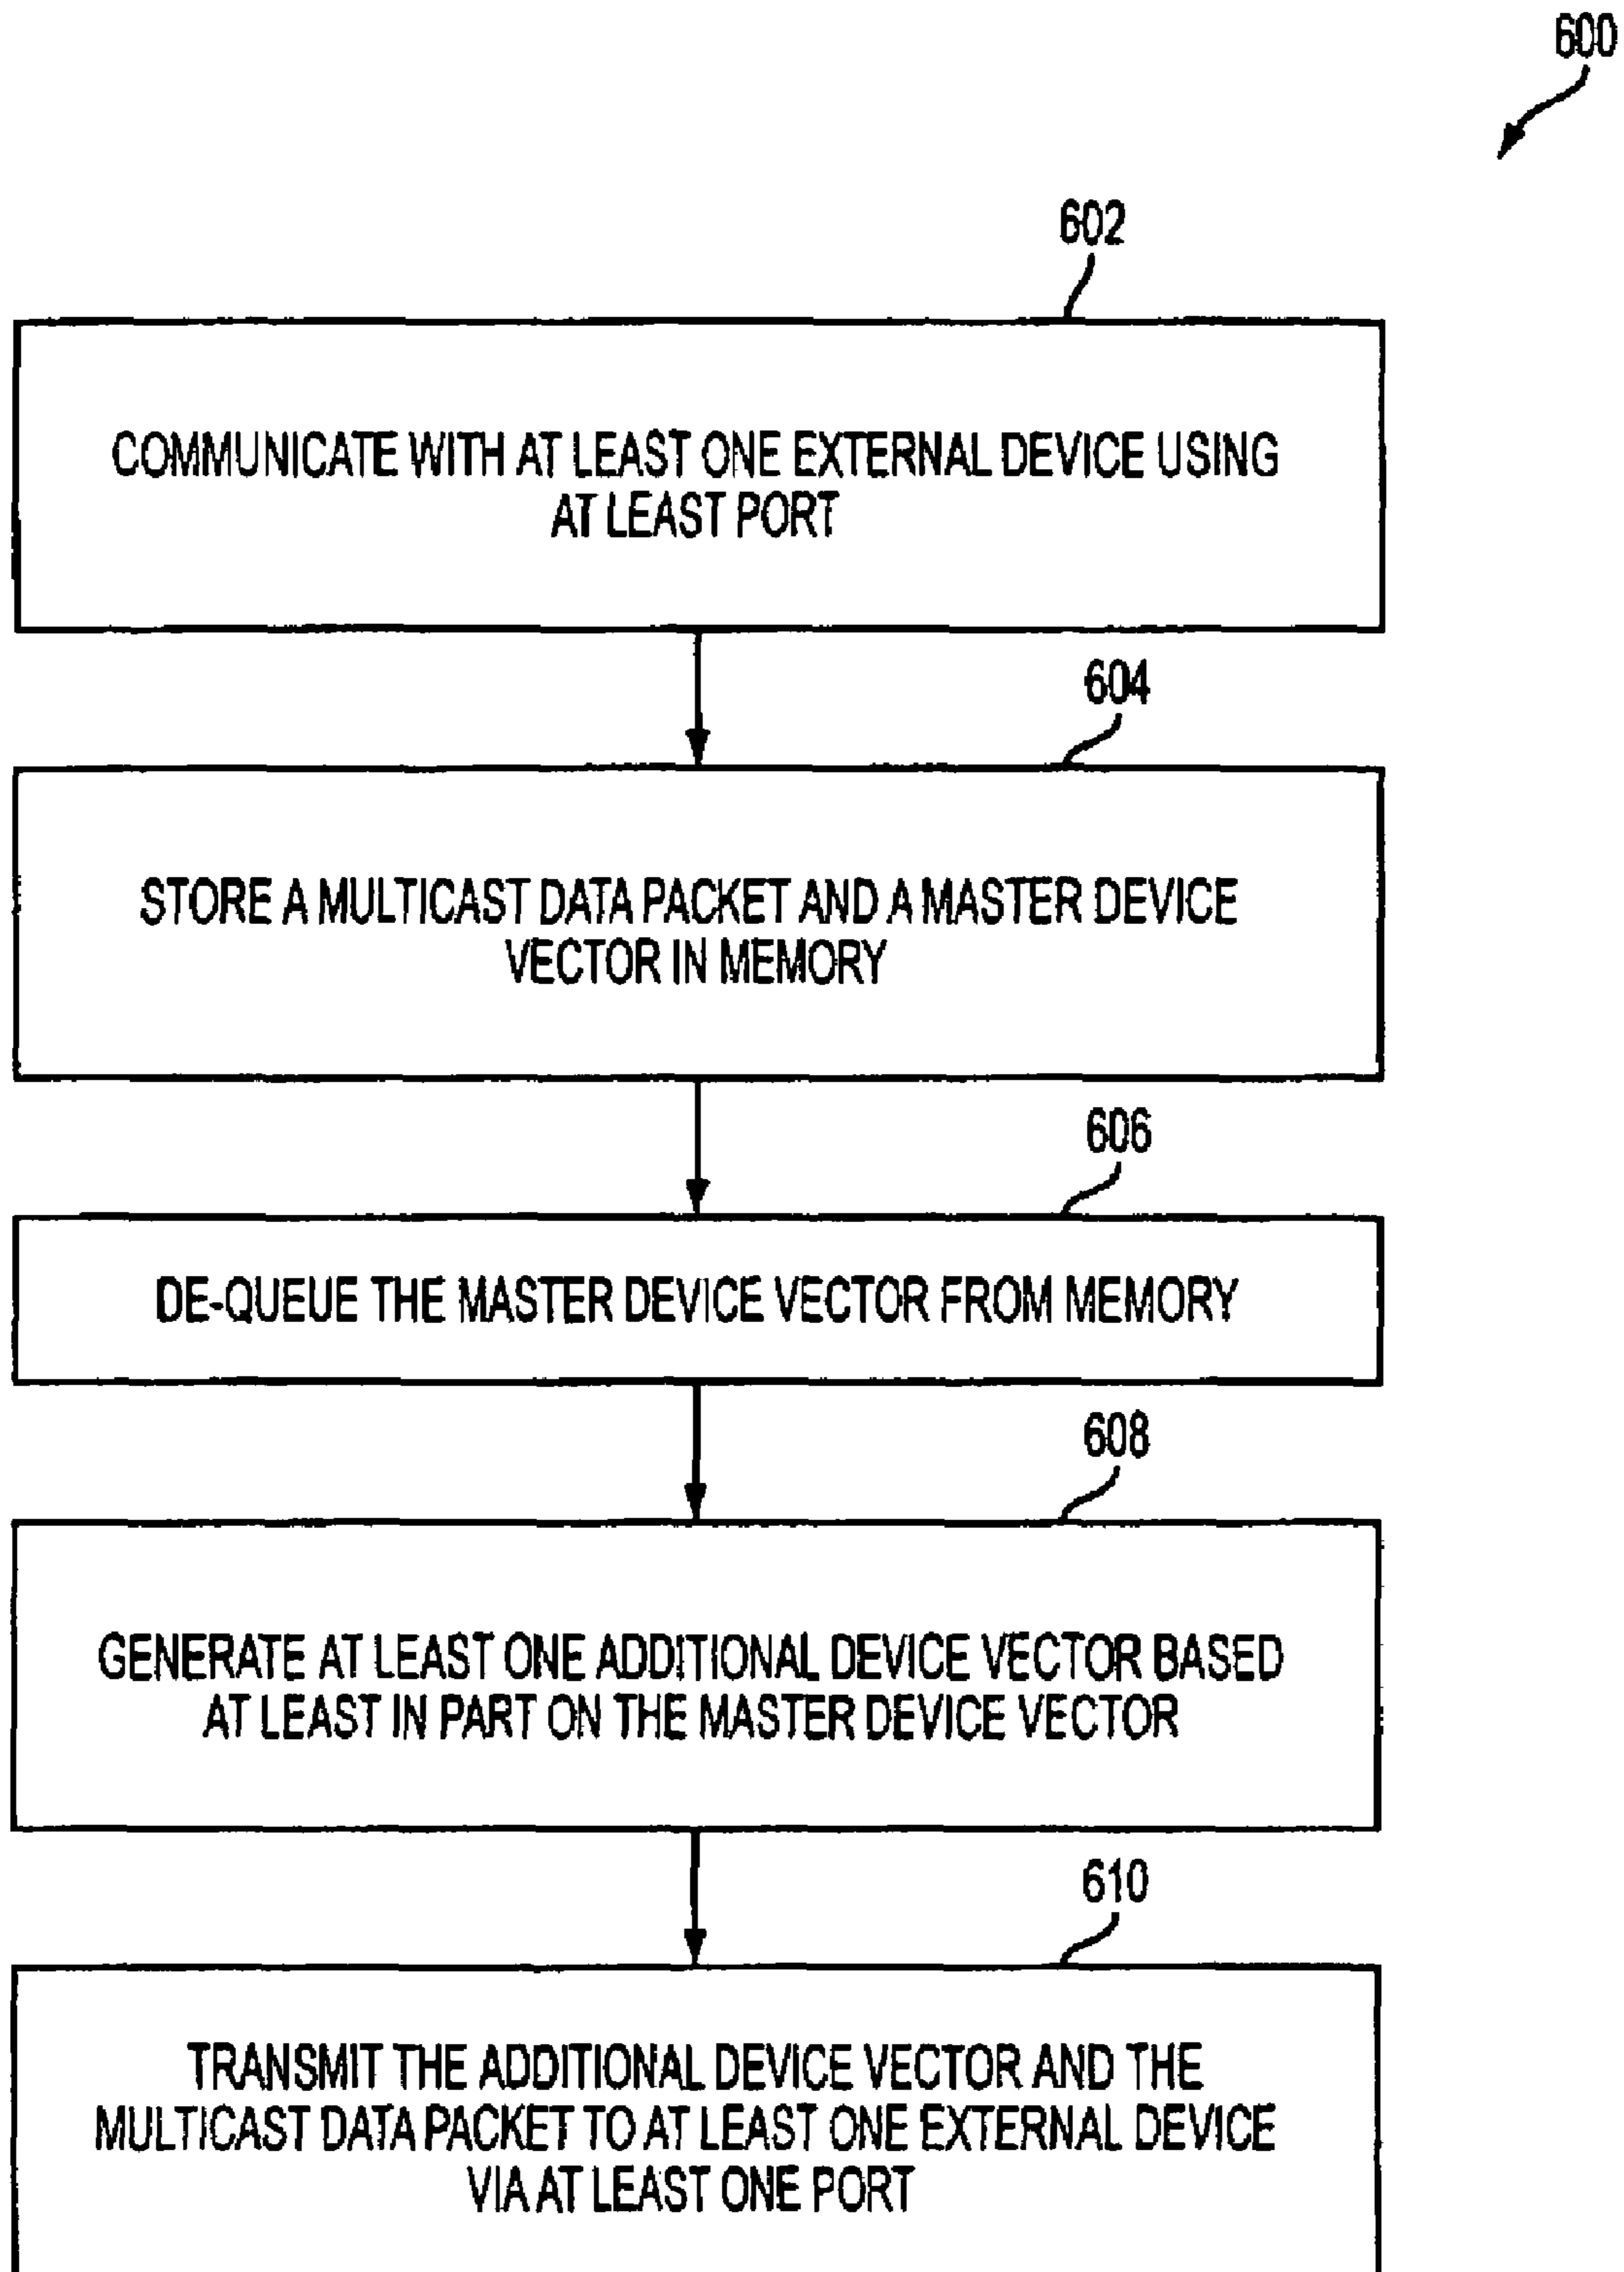 600
602
COMMUNICATE WITH AT LEAST ONE EXTERNAL DEVICE USING
AT LEAST PORT
604
STORE A MULTICAST DATA PACKET AND A MASTER DEVICE
VECTOR IN MEMORY
606
DE-QUEUE THE MASTER DEVICE VECTOR FROM MEMORY
608
GENERATE AT LEAST ONE ADDITIONAL DEVICE VECTOR BASED
AT LEAST IN PART ON THE MASTER DEVICE VECTOR
610
TRANSMIT THE ADDITIONAL DEVICE VECTOR AND THE
MULTICAST DATA PACKET TO AT LEAST ONE EXTERNAL DEVICE
VIA AT LEAST ONE PORT